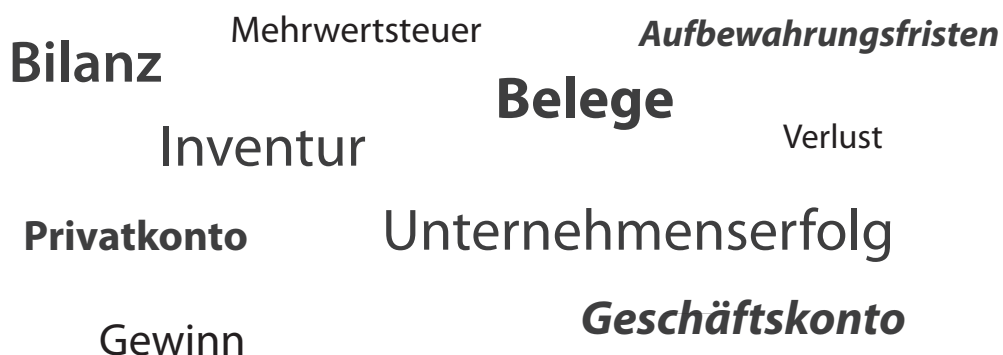 Mehrwertsteuer
Aufbewahrungsfristen
Bilanz
Belege
Inventur
Verlust
Privatkonto
Unternehmenserfolg
Geschäftskonto
Gewinn